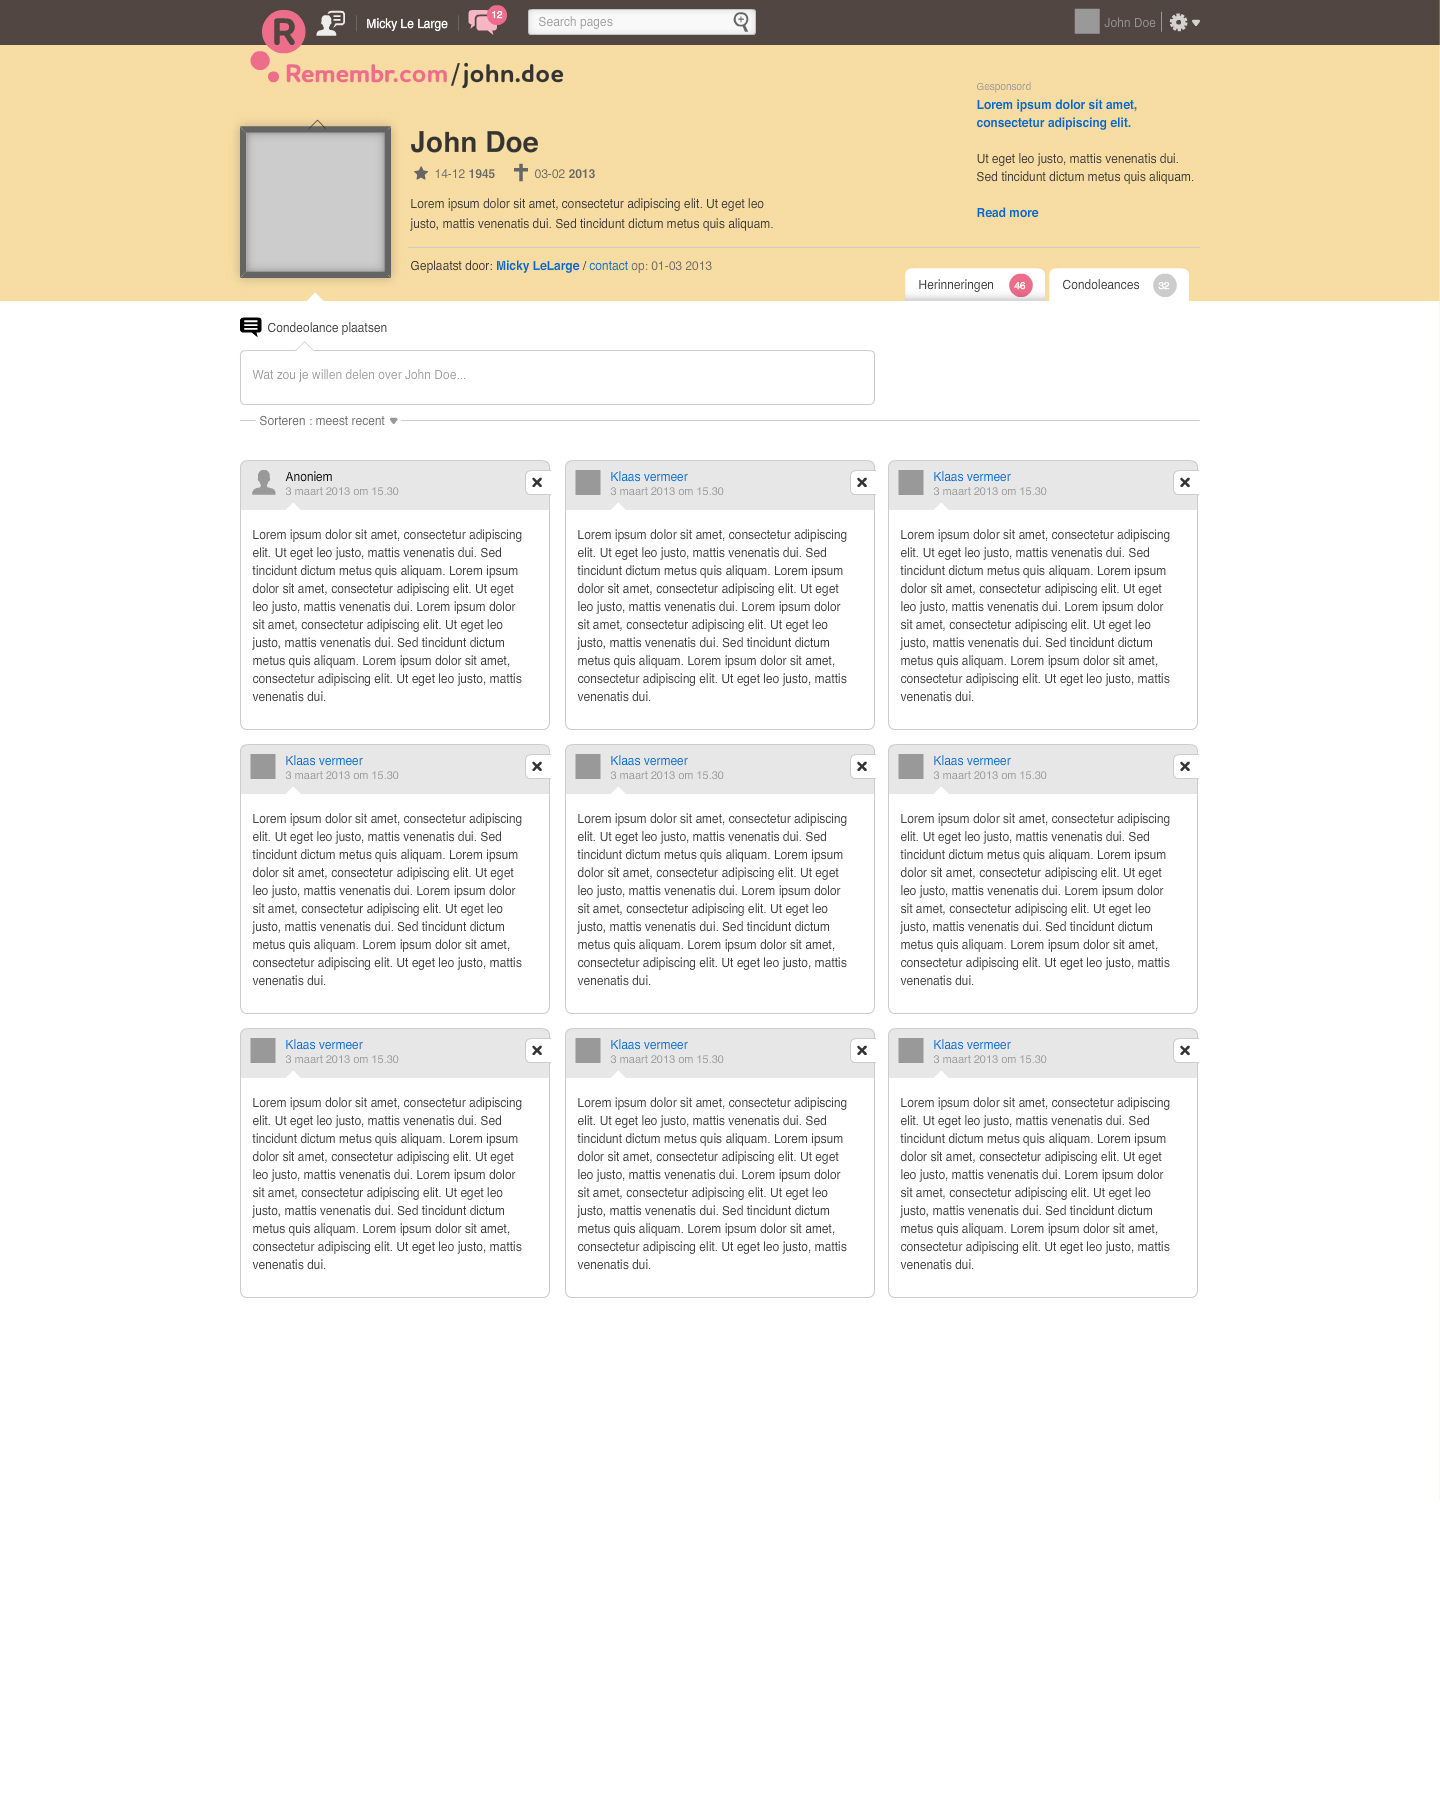 R
Micky Le Large
12
Search pages
John Doe
Remembr.com/john.doe
Gesponsord
Lorem ipsum dolor sit amet,
consectetur adipiscing elit.
Ut eget leo justo, mattis venenatis dui.
Sed tincidunt dictum metus quis aliquam.
Read more
John Doe
14-12 1945
03-02 2013
Lorem ipsum dolor sit amet, consectetur adipiscing elit. Ut eget leo
justo, mattis venenatis dui. Sed tincidunt dictum metus quis aliquam.
Geplaatst door: Micky LeLarge / contact op: 01-03 2013
Herinneringen 46
Condoleances 32
Condeolance plaatsen
Wat zou je willen delen over John Doe...
Sorteren : meest recent
Anoniem
3 maart 2013 om 15.30
Lorem ipsum dolor sit amet, consectetur adipiscing
elit. Ut eget leo justo, mattis venenatis dui. Sed
tincidunt dictum metus quis aliquam. Lorem ipsum
dolor sit amet, consectetur adipiscing elit. Ut eget
leo justo, mattis venenatis dui. Lorem ipsum dolor
sit amet, consectetur adipiscing elit. Ut eget leo
justo, mattis venenatis dui. Sed tincidunt dictum
metus quis aliquam. Lorem ipsum dolor sit amet,
consectetur adipiscing elit. Ut eget leo justo, mattis
venenatis dui.
Klaas vermeer
3 maart 2013 om 15.30
Lorem ipsum dolor sit amet, consectetur adipiscing
elit. Ut eget leo justo, mattis venenatis dui. Sed
tincidunt dictum metus quis aliquam. Lorem ipsum
dolor sit amet, consectetur adipiscing elit. Ut eget
leo justo, mattis venenatis dui. Lorem ipsum dolor
sit amet, consectetur adipiscing elit. Ut eget leo
justo, mattis venenatis dui. Sed tincidunt dictum
metus quis aliquam. Lorem ipsum dolor sit amet,
consectetur adipiscing elit. Ut eget leo justo, mattis
venenatis dui.
Klaas vermeer
3 maart 2013 om 15.30
Lorem ipsum dolor sit amet, consectetur adipiscing
elit. Ut eget leo justo, mattis venenatis dui. Sed
tincidunt dictum metus quis aliquam. Lorem ipsum
dolor sit amet, consectetur adipiscing elit. Ut eget
leo justo, mattis venenatis dui. Lorem ipsum dolor
sit amet, consectetur adipiscing elit. Ut eget leo
justo, mattis venenatis dui. Sed tincidunt dictum
metus quis aliquam. Lorem ipsum dolor sit amet,
consectetur adipiscing elit. Ut eget leo justo, mattis
venenatis dui.
Klaas vermeer
3 maart 2013 om 15.30
Lorem ipsum dolor sit amet, consectetur adipiscing
elit. Ut eget leo justo, mattis venenatis dui. Sed
tincidunt dictum metus quis aliquam. Lorem ipsum
dolor sit amet, consectetur adipiscing elit. Ut eget
leo justo, mattis venenatis dui. Lorem ipsum dolor
sit amet, consectetur adipiscing elit. Ut eget leo
justo, mattis venenatis dui. Sed tincidunt dictum
metus quis aliquam. Lorem ipsum dolor sit amet,
consectetur adipiscing elit. Ut eget leo justo, mattis
venenatis dui.
Klaas vermeer
3 maart 2013 om 15.30
Lorem ipsum dolor sit amet, consectetur adipiscing
elit. Ut eget leo justo, mattis venenatis dui. Sed
tincidunt dictum metus quis aliquam. Lorem ipsum
dolor sit amet, consectetur adipiscing elit. Ut eget
leo justo, mattis venenatis dui. Lorem ipsum dolor
sit amet, consectetur adipiscing elit. Ut eget leo
justo, mattis venenatis dui. Sed tincidunt dictum
metus quis aliquam. Lorem ipsum dolor sit amet,
consectetur adipiscing elit. Ut eget leo justo, mattis
venenatis dui.
Klaas vermeer
3 maart 2013 om 15.30
Lorem ipsum dolor sit amet, consectetur adipiscing
elit. Ut eget leo justo, mattis venenatis dui. Sed
tincidunt dictum metus quis aliquam. Lorem ipsum
dolor sit amet, consectetur adipiscing elit. Ut eget
leo justo, mattis venenatis dui. Lorem ipsum dolor
sit amet, consectetur adipiscing elit. Ut eget leo
justo, mattis venenatis dui. Sed tincidunt dictum
metus quis aliquam. Lorem ipsum dolor sit amet,
consectetur adipiscing elit. Ut eget leo justo, mattis
venenatis dui.
Klaas vermeer
3 maart 2013 om 15.30
Lorem ipsum dolor sit amet, consectetur adipiscing
elit. Ut eget leo justo, mattis venenatis dui. Sed
tincidunt dictum metus quis aliquam. Lorem ipsum
dolor sit amet, consectetur adipiscing elit. Ut eget
leo justo, mattis venenatis dui. Lorem ipsum dolor
sit amet, consectetur adipiscing elit. Ut eget leo
justo, mattis venenatis dui. Sed tincidunt dictum
metus quis aliquam. Lorem ipsum dolor sit amet,
consectetur adipiscing elit. Ut eget leo justo, mattis
venenatis dui.
Klaas vermeer
3 maart 2013 om 15.30
Lorem ipsum dolor sit amet, consectetur adipiscing
elit. Ut eget leo justo, mattis venenatis dui. Sed
tincidunt dictum metus quis aliquam. Lorem ipsum
dolor sit amet, consectetur adipiscing elit. Ut eget
leo justo, mattis venenatis dui. Lorem ipsum dolor
sit amet, consectetur adipiscing elit. Ut eget leo
justo, mattis venenatis dui. Sed tincidunt dictum
metus quis aliquam. Lorem ipsum dolor sit amet,
consectetur adipiscing elit. Ut eget leo justo, mattis
venenatis dui.
Klaas vermeer
3 maart 2013 om 15.30
Lorem ipsum dolor sit amet, consectetur adipiscing
elit. Ut eget leo justo, mattis venenatis dui. Sed
tincidunt dictum metus quis aliquam. Lorem ipsum
dolor sit amet, consectetur adipiscing elit. Ut eget
leo justo, mattis venenatis dui. Lorem ipsum dolor
sit amet, consectetur adipiscing elit. Ut eget leo
justo, mattis venenatis dui. Sed tincidunt dictum
metus quis aliquam. Lorem ipsum dolor sit amet,
consectetur adipiscing elit. Ut eget leo justo, mattis
venenatis dui.